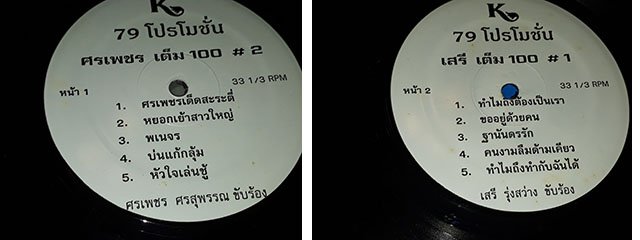 K
79 โปรโมชั่น
ศรเพชร เต็ม 100 # 2
33 1/3 RPM
หน้า 1
1. ศรเพชรเด็ดสะระตี่
2. หยอกเย้าสาวใหญ่
3. พเนจร
4. บ่นแก้กลุ้ม
5. หัวใจเล่นชู้
ศรเพชร ศรสุพรรณ ขับร้อง
K
79 โปรโมชั่น
เสรี เต็ม 100 # 1
33 1/3 RPM
หน้า 2
1. ทำไมถึงต้องเป็นเรา
2. ขออยู่ด้วยคน
3. ฐานันดรรัก
4. คนงามลืมด้ามเคียว
5. ทำไมถึงทำกับฉันได้
เสรี รุ่งสว่าง ขับร้อง